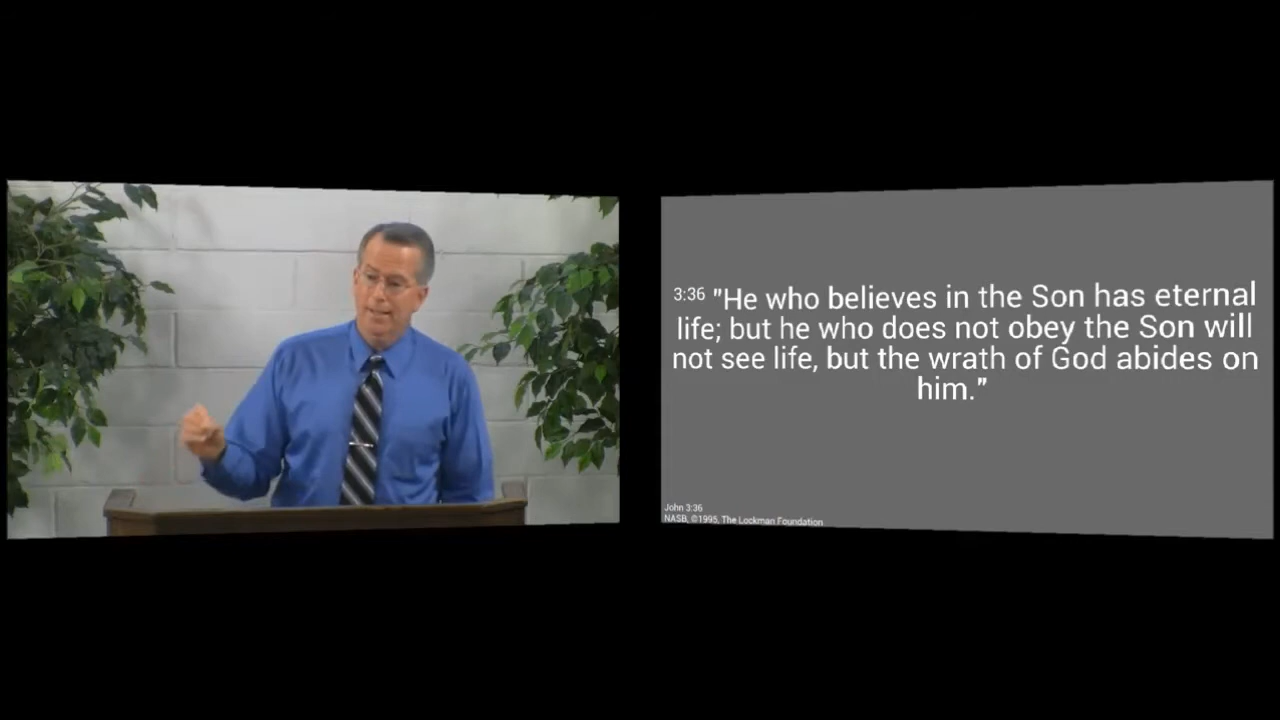 3:36 "He who believes in the Son has eternal
life; but he who does not obey the Son will
not see life, but the wrath of God abides on
him."
John 3:36
NASB, ©1995, The Lockman Foundation